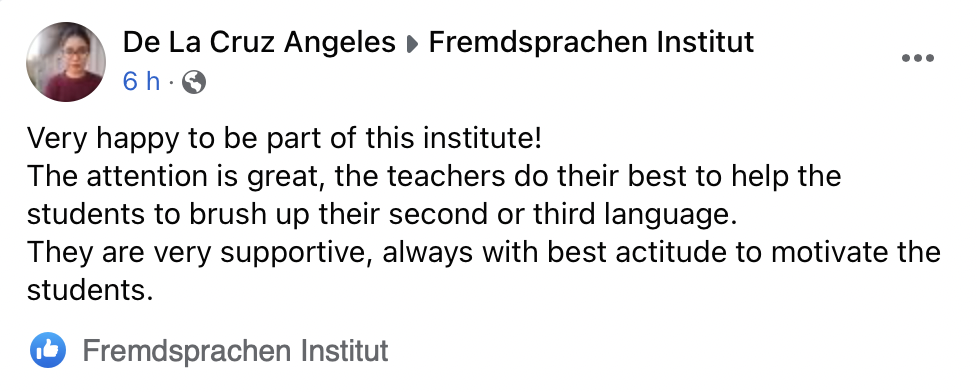 De La Cruz Angeles ▸ Fremdsprachen Institut
6 h ·
Very happy to be part of this institute!
The attention is great, the teachers do their best to help the
students to brush up their second or third language.
They are very supportive, always with best actitude to motivate the
students.
Fremdsprachen Institut